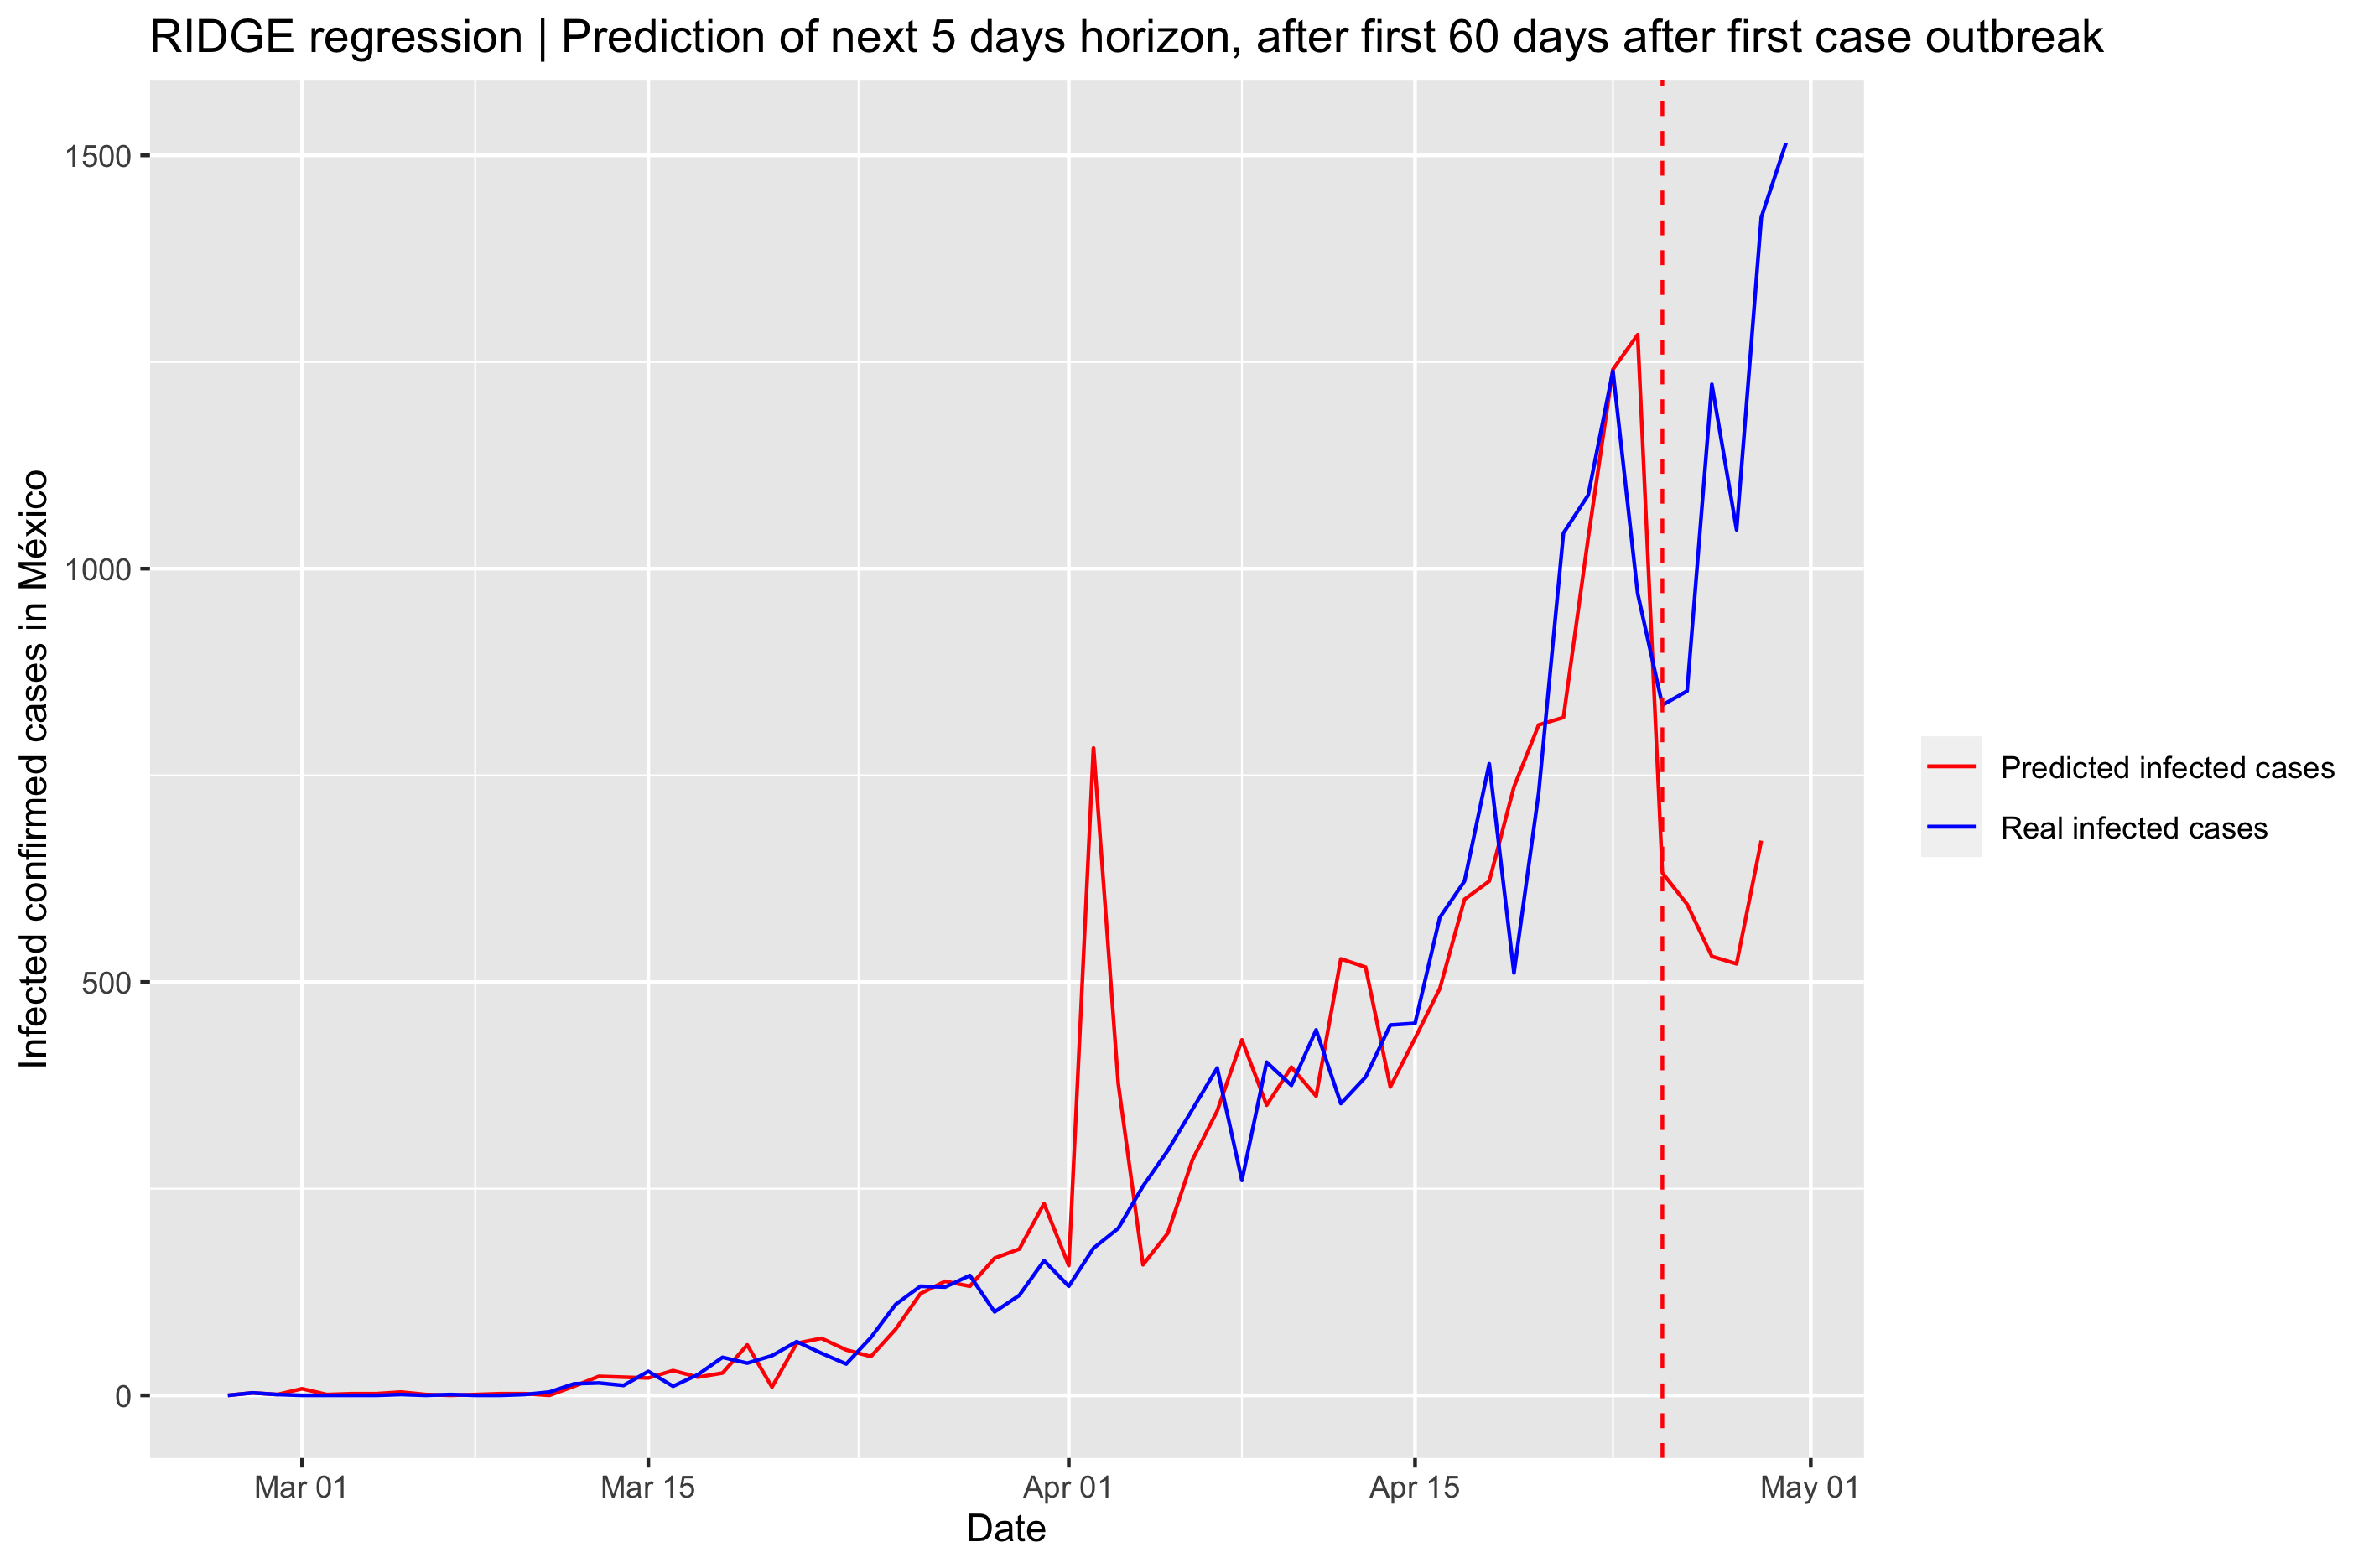 RIDGE regression | Prediction of next 5 days horizon, after first 60 days after first case outbreak
Infected confirmed cases in México
1500
1000
500
0
Mar 01
Mar 15
Apr 01
Apr 15
May 01
Date
Predicted infected cases
Real infected cases